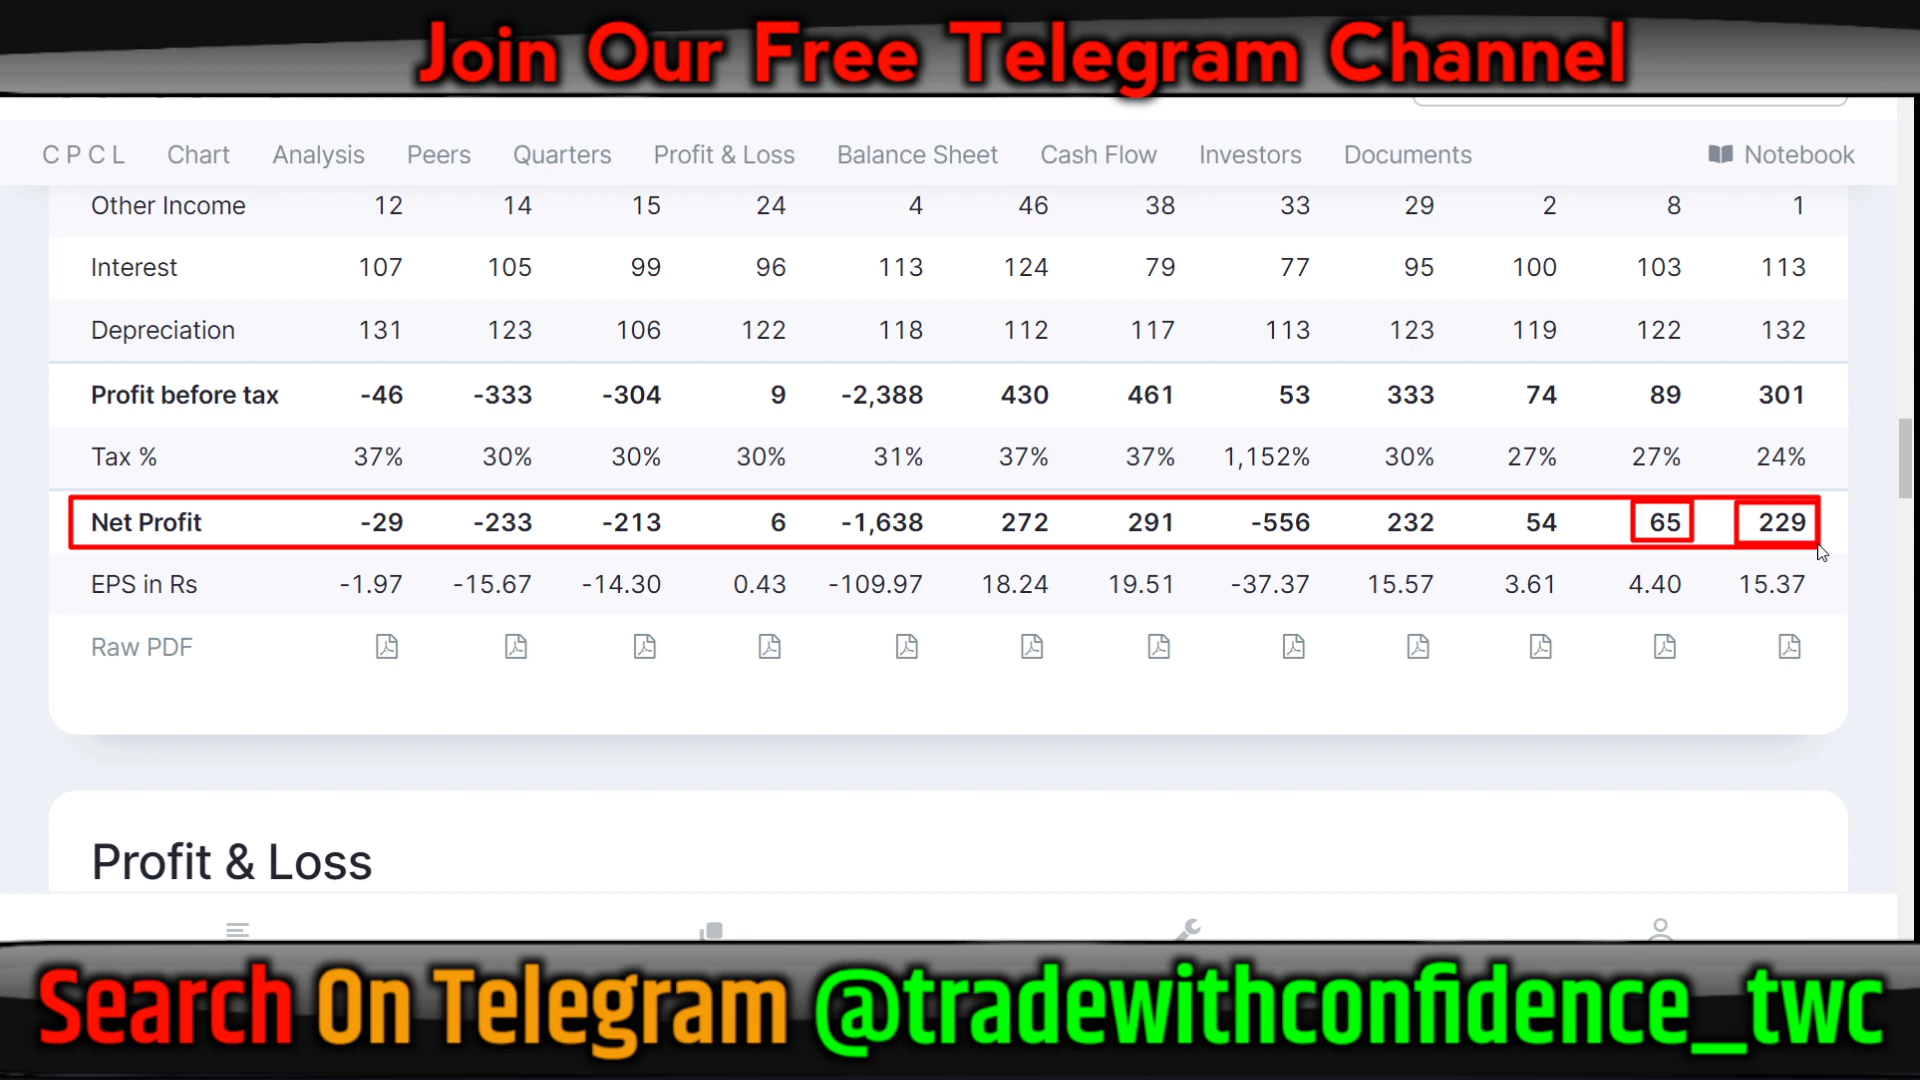 Join Our Free Telegram Channel
C P C L Chart Analysis Peers Quarters Profit & Loss Balance Sheet Cash Flow Investors Documents Notebook
Other Income 12 14 15 24 4 46 38 33 29 2 8 1
Interest 107 105 99 96 113 124 79 77 95 100 103 113
Depreciation 131 123 106 122 118 112 117 113 123 119 122 132
Profit before tax -46 -333 -304 9 -2,388 430 461 53 333 74 89 301
Tax % 37% 30% 30% 30% 31% 37% 37% 1,152% 30% 27% 27% 24%
Net Profit -29 -233 -213 6 -1,638 272 291 -556 232 54 65 229
EPS in Rs -1.97 -15.67 -14.30 0.43 -109.97 18.24 19.51 -37.37 15.57 3.61 4.40 15.37
Raw PDF
Profit & Loss
Search On Telegram @tradewithconfidence_twc